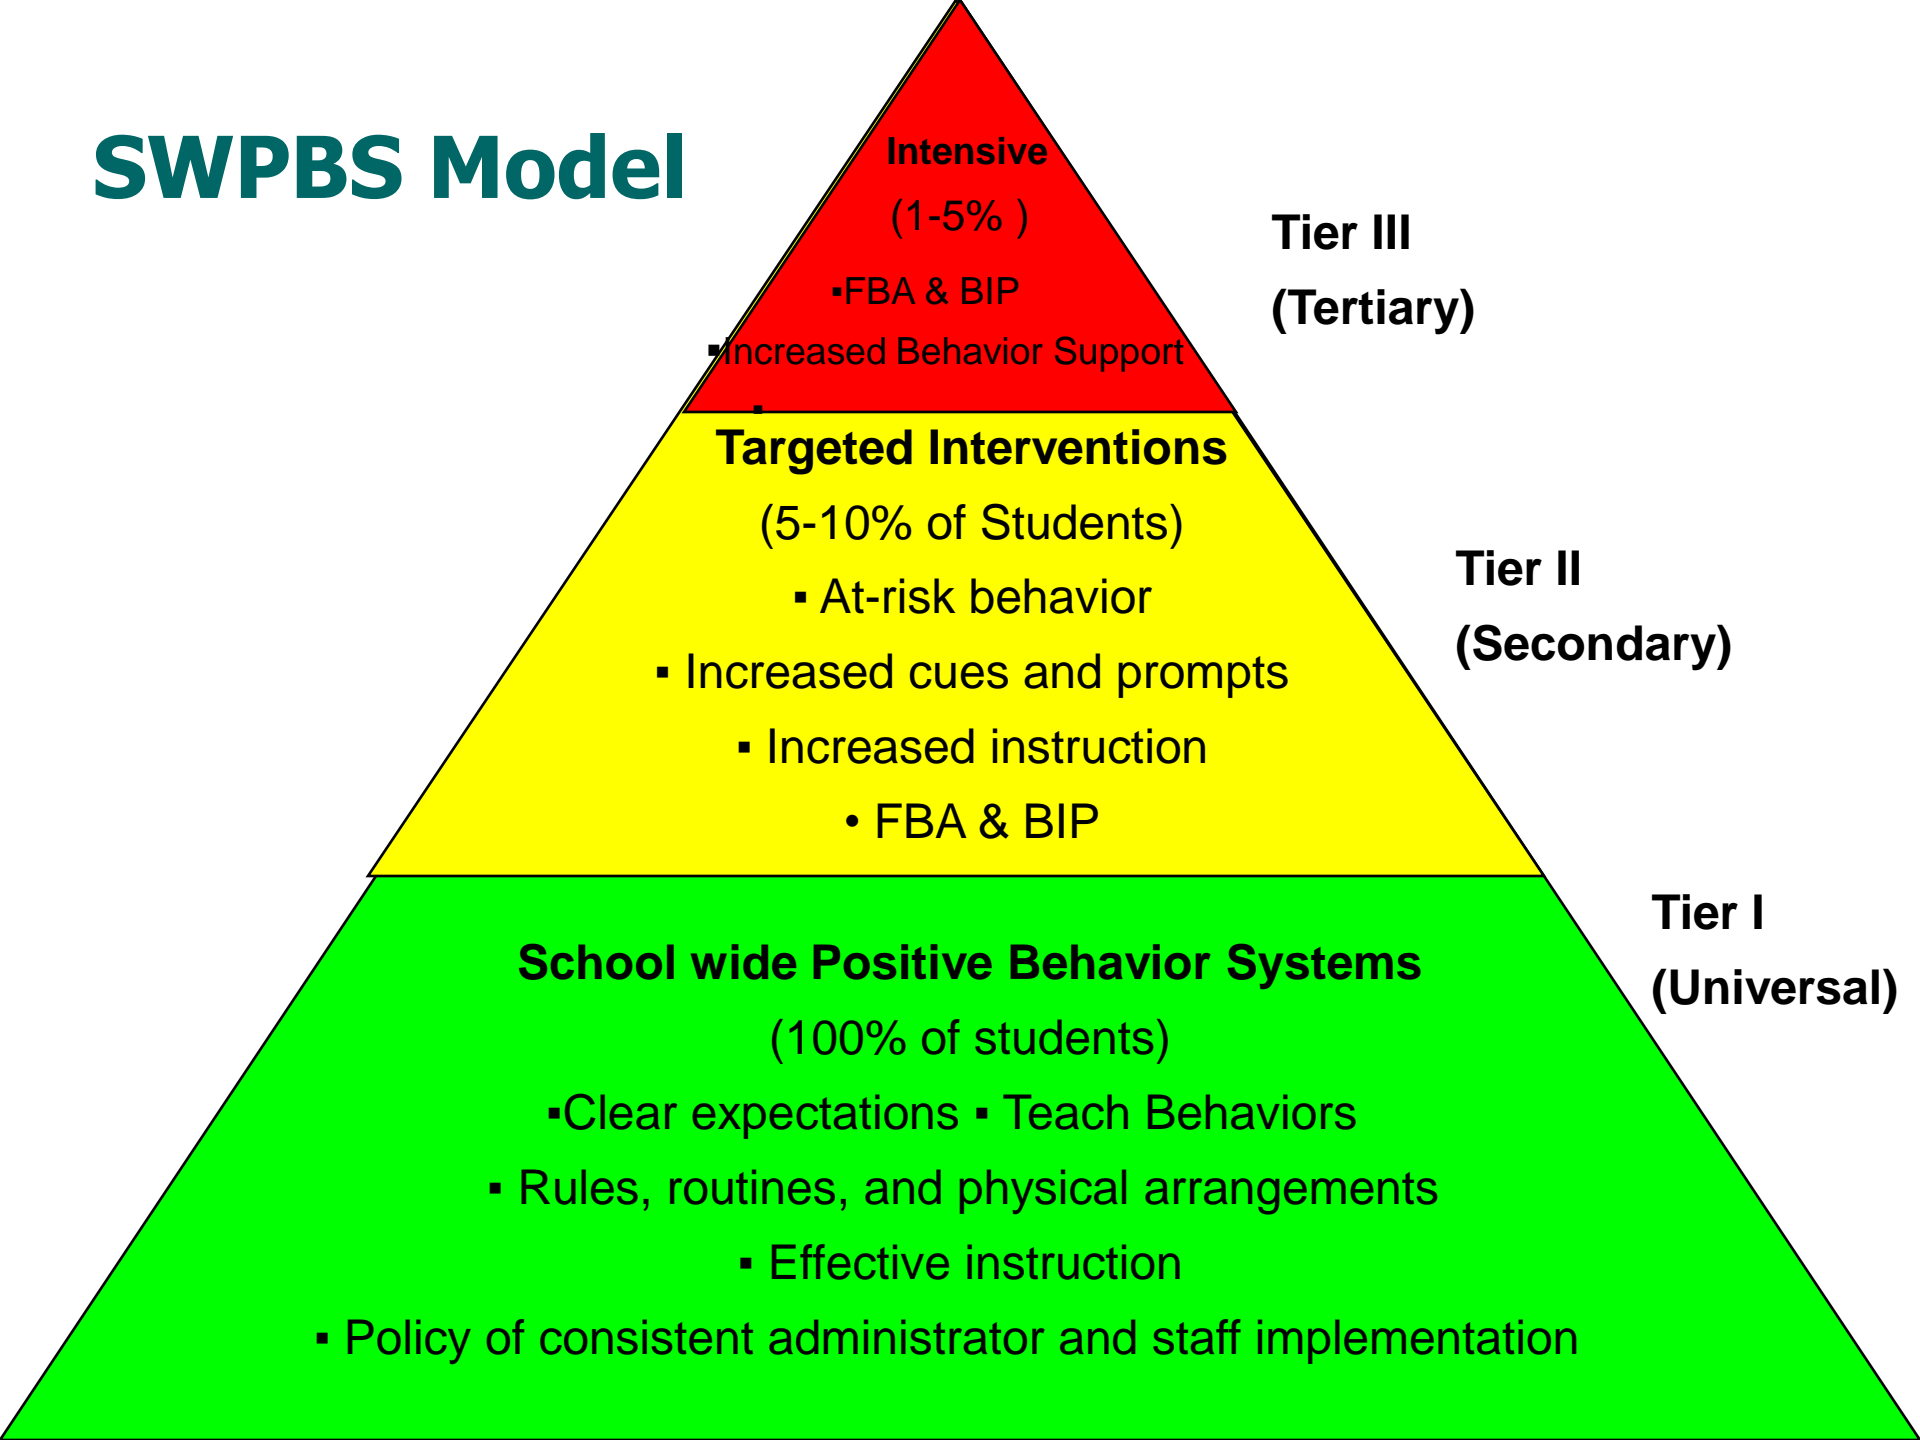 SWPBS Model
Intensive
(1-5% )
▪FBA & BIP
▪Increased Behavior Support
▪
Tier III
(Tertiary)
Targeted Interventions
(5-10% of Students)
▪ At-risk behavior
▪ Increased cues and prompts
▪ Increased instruction
• FBA & BIP
Tier II
(Secondary)
School wide Positive Behavior Systems
(100% of students)
▪Clear expectations ▪ Teach Behaviors
▪ Rules, routines, and physical arrangements
▪ Effective instruction
▪ Policy of consistent administrator and staff implementation
Tier I
(Universal)